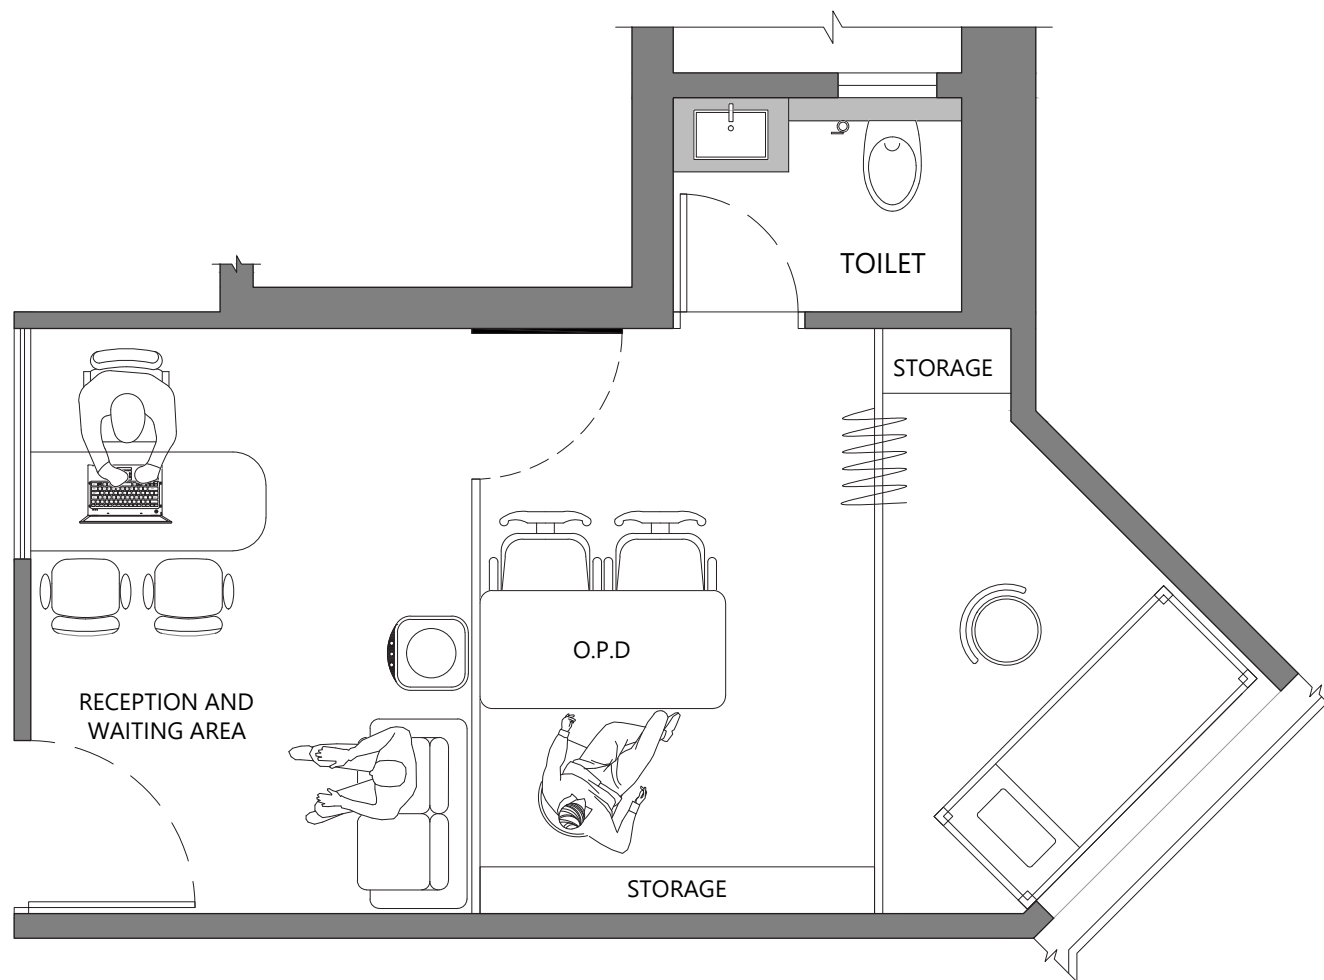 TOILET
STORAGE
O.P.D
RECEPTION AND
WAITING AREA
STORAGE